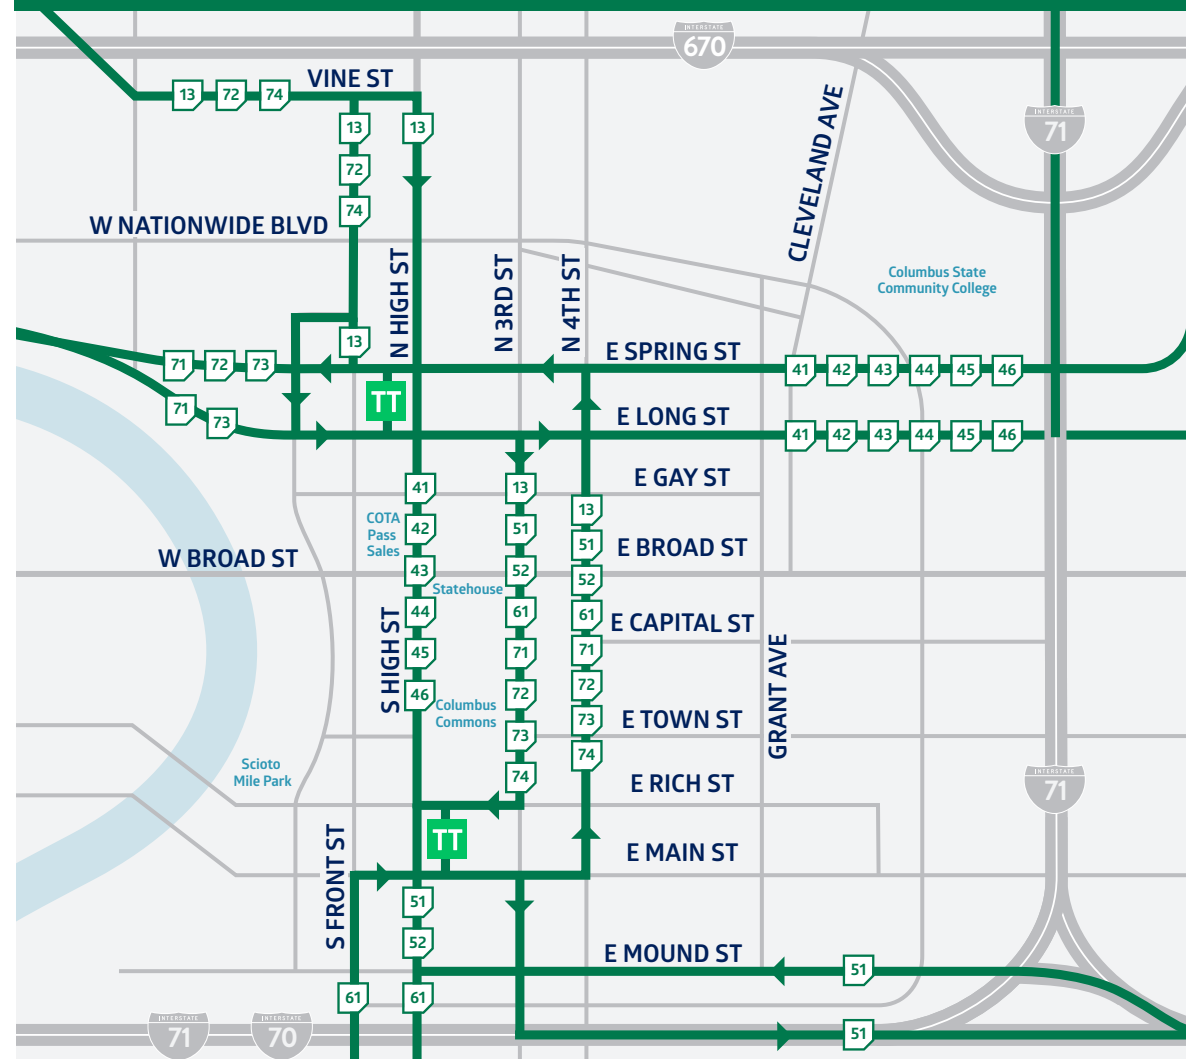 INTERSTATE
670
VINE ST
13
72
74
13
13
72
74
INTERSTATE
71
CLEVELAND AVE
W NATIONWIDE BLVD
N HIGH ST
N 3RD ST
N 4TH ST
Columbus State
Community College
13
E SPRING ST
71
72
73
41
42
43
44
45
46
TT
71
73
E LONG ST
41
42
43
44
45
46
E GAY ST
41
13
13
COTA
Pass
Sales
42
51
51
E BROAD ST
W BROAD ST
43
52
52
Statehouse
44
61
61
E CAPITAL ST
S HIGH ST
45
71
71
GRANT AVE
46
72
72
Columbus
Commons
73
73
E TOWN ST
74
74
Scioto
Mile Park
E RICH ST
INTERSTATE
71
TT
E MAIN ST
S FRONT ST
51
52
E MOUND ST
51
61
61
INTERSTATE
71
INTERSTATE
70
51